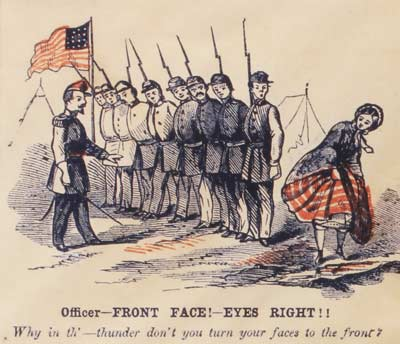 Officer—FRONT FACE!—EYES RIGHT!!
Why in th'—thunder don't you turn your faces to the front?